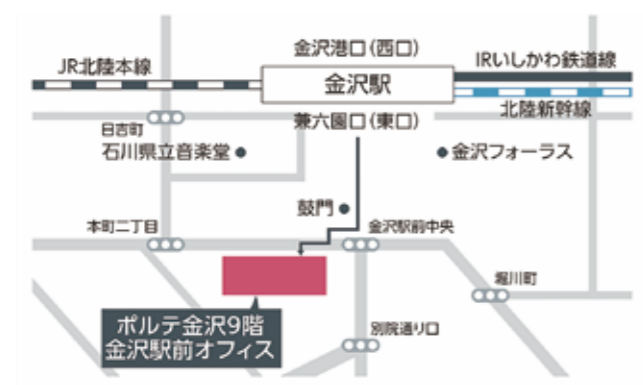 金沢港口(西口)
JR北陸本線
IRいしかわ鉄道線
金沢駅
北陸新幹線
兼六園口(東口)
日吉町
石川県立音楽堂
金沢フォーラス
鼓門
本町二丁目
金沢駅前中央
堀川町
ポルテ金沢9階
金沢駅前オフィス
別院通り口